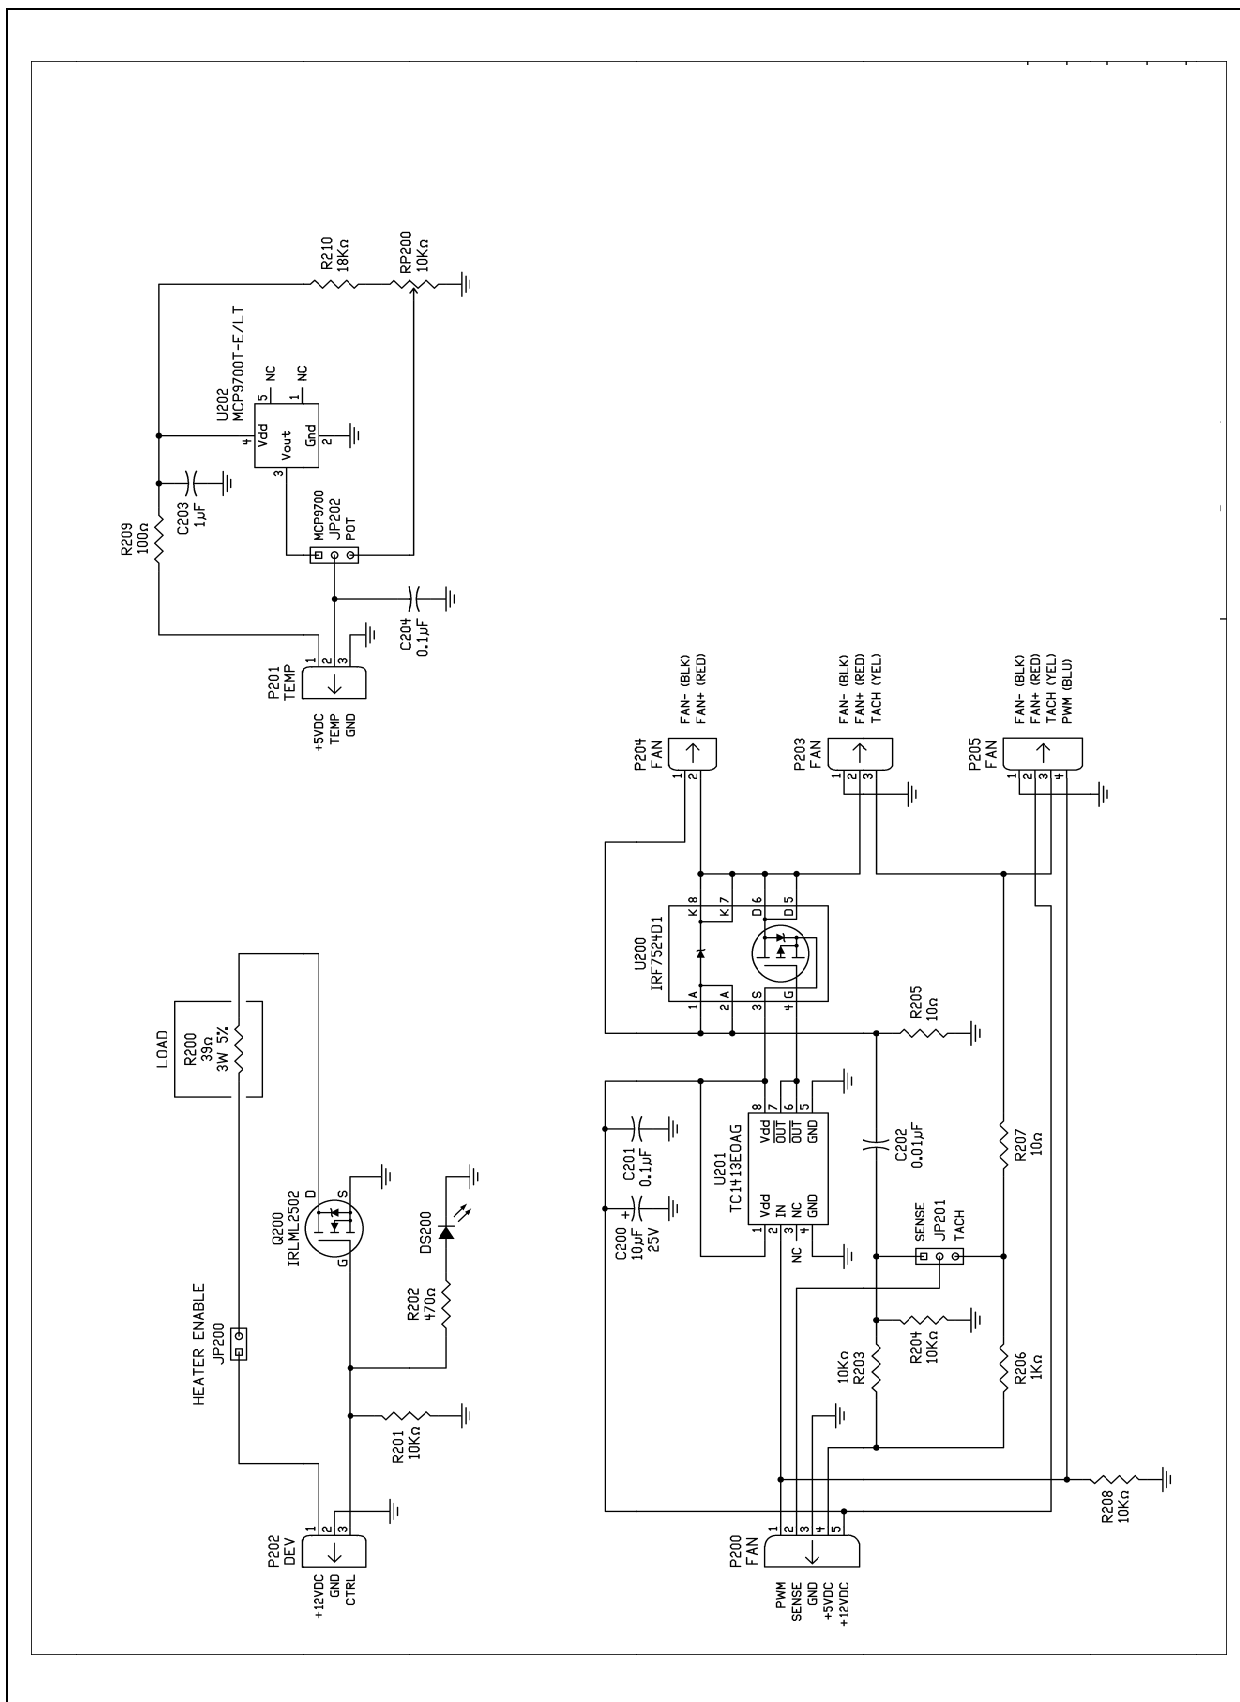 P201
TEMP
+5VDC
TEMP
GND
1
2
3
R209
100Ω
C203
1µF
U202
MCP9700T-E/LT
Vdd
Vout
Gnd
4
3
2
5
NC
1
NC
MCP9700
JP202
POT
C204
0.1µF
R210
18KΩ
RP200
10KΩ
P202
DEV
+12VDC
GND
CTRL
1
2
3
HEATER ENABLE
JP200
LOAD
R200
39Ω
3W 5%
Q200
IRLML2502
D
S
G
R201
10KΩ
R202
470Ω
DS200
P200
FAN
PWM
SENSE
GND
+5VDC
+12VDC
1
2
3
4
5
C200
10µF
25V
+
C201
0.1µF
U201
TC1413EOAG
1
2
3
4
NC
Vdd
IN
NC
GND
Vdd
OUT
OUT
GND
8
7
6
5
U200
IRF7524D1
1
2
3
4
A
A
S
G
K
K
D
D
8
7
6
5
10KΩ
R203
R204
10KΩ
SENSE
JP201
TACH
C202
0.01µF
R205
10Ω
R206
1KΩ
R207
10Ω
R208
10KΩ
P204
FAN
1
2
FAN- (BLK)
FAN+ (RED)
P203
FAN
1
2
3
FAN- (BLK)
FAN+ (RED)
TACH (YEL)
P205
FAN
1
2
3
4
FAN- (BLK)
FAN+ (RED)
TACH (YEL)
PWM (BLU)